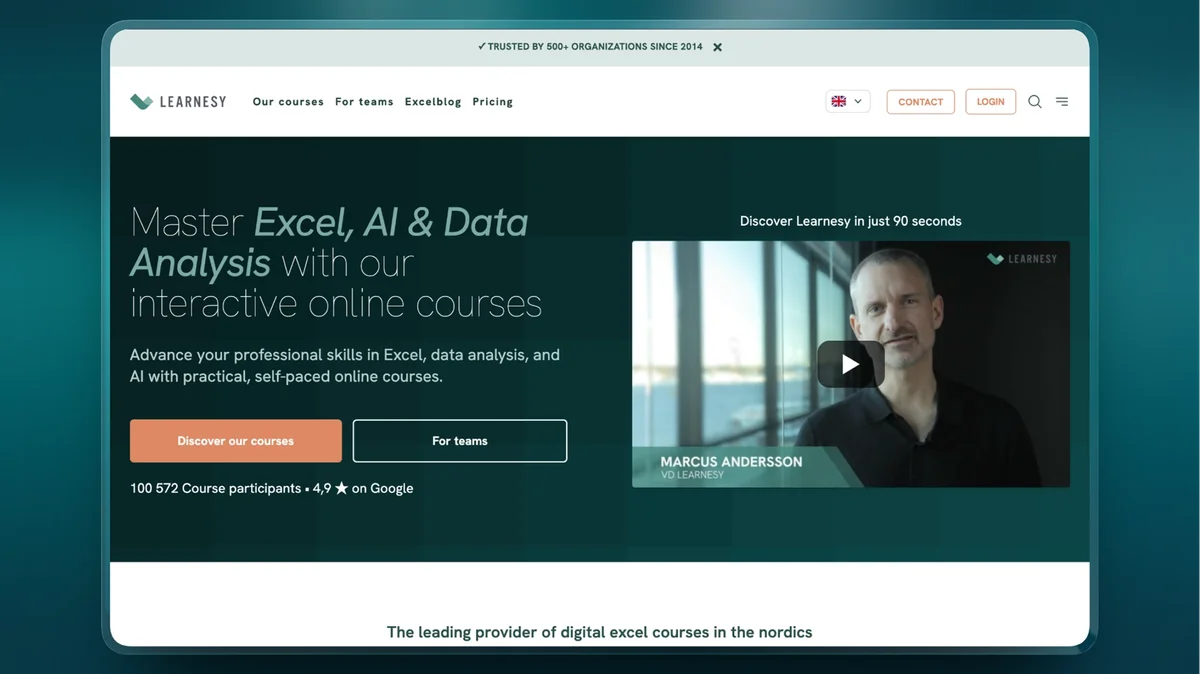 ✓ TRUSTED BY 500+ ORGANIZATIONS SINCE 2014 ✕
LEARNESY
Our courses For teams Excelblog Pricing
CONTACT LOGIN
Master Excel, AI & Data
Analysis with our
interactive online courses
Advance your professional skills in Excel, data analysis, and
AI with practical, self-paced online courses.
Discover our courses
For teams
100 572 Course participants • 4,9 ★ on Google
Discover Learnesy in just 90 seconds
LEARNESY
MARCUS ANDERSSON
VD LEARNESY
The leading provider of digital excel courses in the nordics